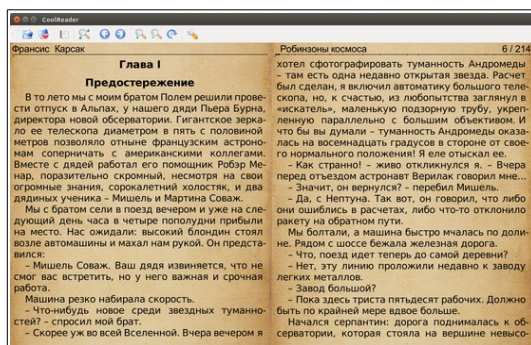 CoolReader
Франсис Карсак
Глава I
Предостережение
В то лето мы с моим братом Полем решили прове-
сти отпуск в Альпах, у нашего дяди Пьера Бурна,
директора новой обсерватории. Гигантское зерка-
ло ее телескопа диаметром в пять с половиной
метров позволяло отныне французским астроно-
мам соперничать с американскими коллегами.
Вместе с дядей работал его помощник Робер Ме-
нар, поразительно скромный, несмотря на свои
огромные знания, сорокалетний холостяк, и два
дядиных ученика – Мишель и Мартина Соваж.
Мы с братом сели в поезд вечером и уже на сле-
дующий день часа в четыре пополудни прибыли
на место. Нас ожидали: высокий блондин стоял
возле автомашины и махал нам рукой. Он предста-
вился:
– Мишель Соваж. Ваш дядя извиняется, что не
смог вас встретить, но у него важная и срочная
работа.
Машина резко набирала скорость.
– Что-нибудь новое среди звездных туманно-
стей? – спросил мой брат.
– Скорее уж во всей Вселенной. Вчера вечером я
Робинзоны космоса 6 / 214
хотел сфотографировать туманность Андромеды
– там есть одна недавно открытая звезда. Расчет
был сделан, я включил автоматику большого теле-
скопа, но, к счастью, из любопытства заглянул в
«искатель», маленькую подзорную трубу, укреп-
ленную параллельно с большим объективом. И
что бы вы думали – туманность Андромеды оказа-
лась на восемнадцать градусов в стороне от свое-
го нормального положения! Я еле отыскал ее.
– Как странно! – живо откликнулся я. – Вчера
перед отъездом астронавт Верилак говорил мне...
– Значит, он вернулся? – перебил Мишель.
– Да, с Нептуна. Так вот, он говорил, что либо
они ошиблись в расчетах, либо что-то отклонило
ракету на обратном пути.
Мы болтали, а машина быстро мчалась по доли-
не. Рядом с шоссе бежала железная дорога.
– Что, поезд идет теперь до самой деревни?
– Нет, эту линию проложили недавно к заводу
легких металлов.
– Завод большой?
– Пока здесь триста пятьдесят рабочих. Должно
быть по крайней мере вдвое больше.
Начался серпантин: дорога поднималась к об-
серватории, которая стояла на вершине невысо-